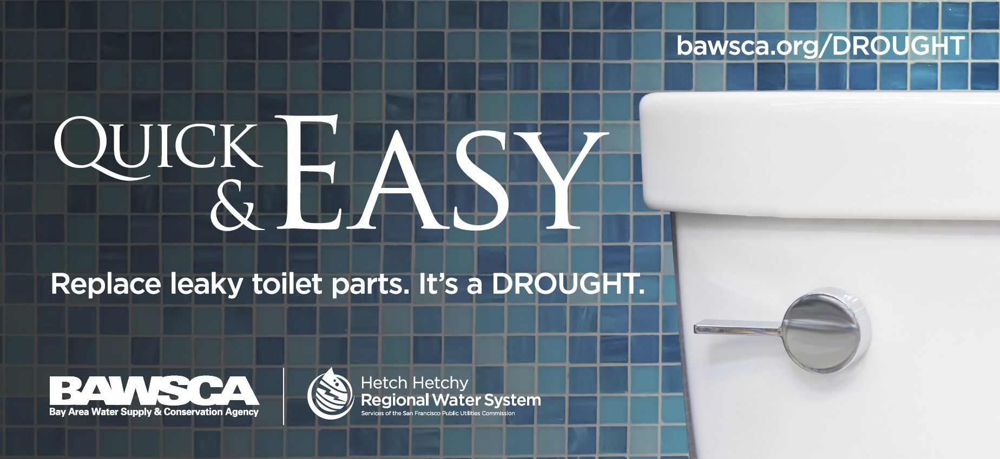 bawsca.org/DROUGHT
QUICK
& EASY
Replace leaky toilet parts. It's a DROUGHT.
BAWSCA
Bay Area Water Supply & Conservation Agency
Hetch Hetchy
Regional Water System
Services of the San Francisco Public Utilities Commission